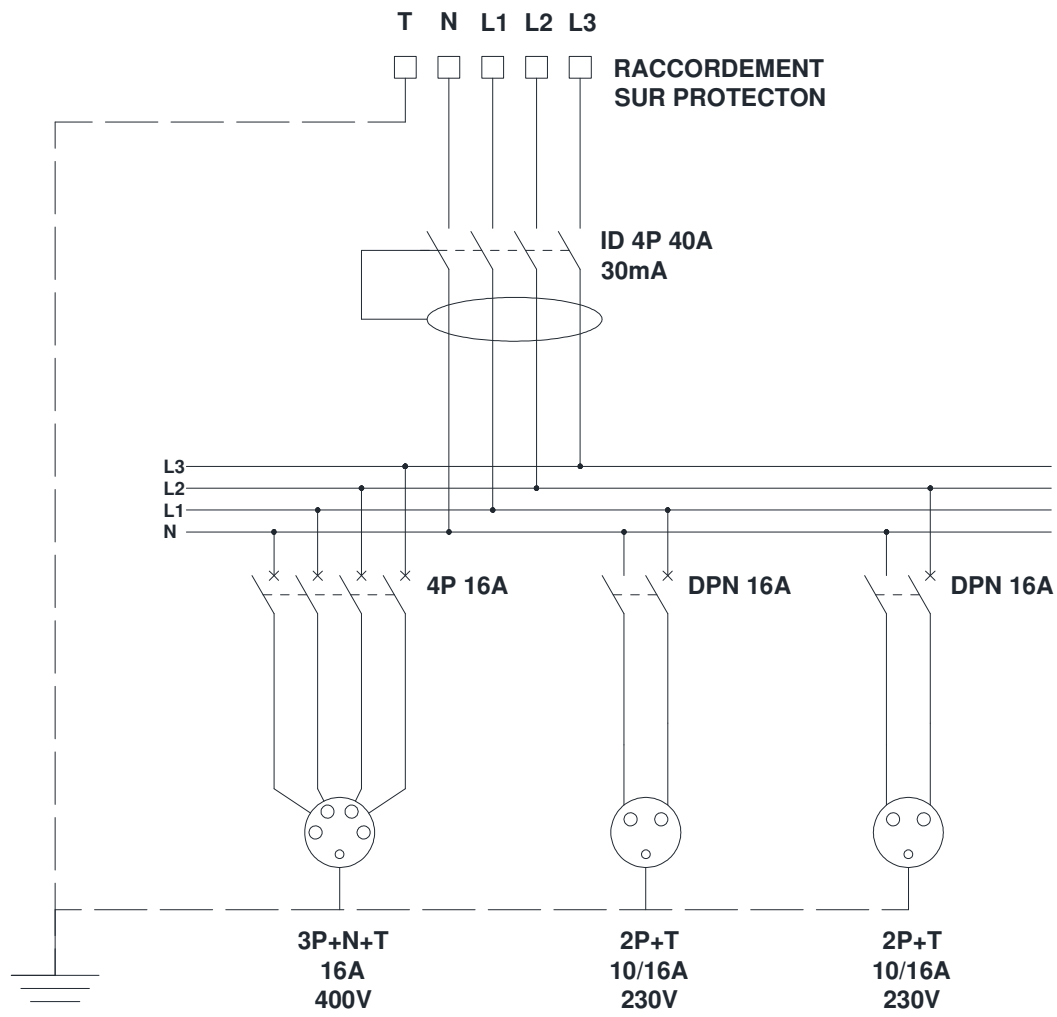 T N L1 L2 L3
RACCORDEMENT
SUR PROTECTON
ID 4P 40A
30mA
L3
L2
L1
N
4P 16A
DPN 16A
DPN 16A
3P+N+T
16A
400V
2P+T
10/16A
230V
2P+T
10/16A
230V